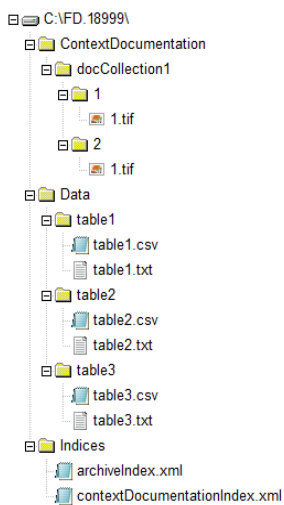 C:\FD.18999\
ContextDocumentation
docCollection1
1
1.tif
2
1.tif
Data
table1
table1.csv
table1.txt
table2
table2.csv
table2.txt
table3
table3.csv
table3.txt
Indices
archiveIndex.xml
contextDocumentationIndex.xml